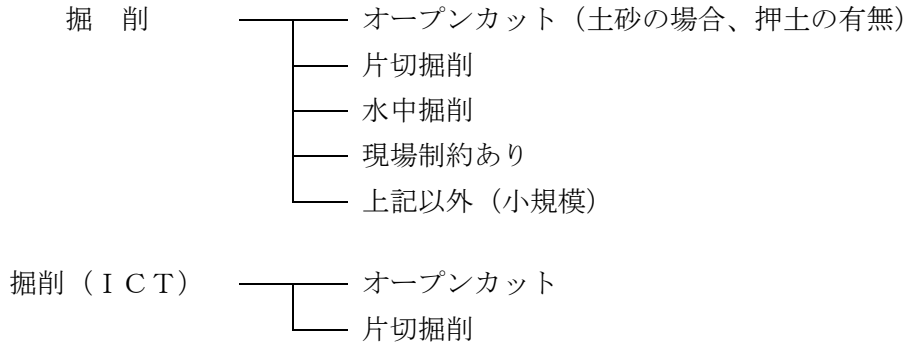 掘　削　オープンカット（土砂の場合、押土の有無）
片切掘削
水中掘削
現場制約あり
上記以外（小規模）
掘削（ＩＣＴ）　オープンカット
片切掘削